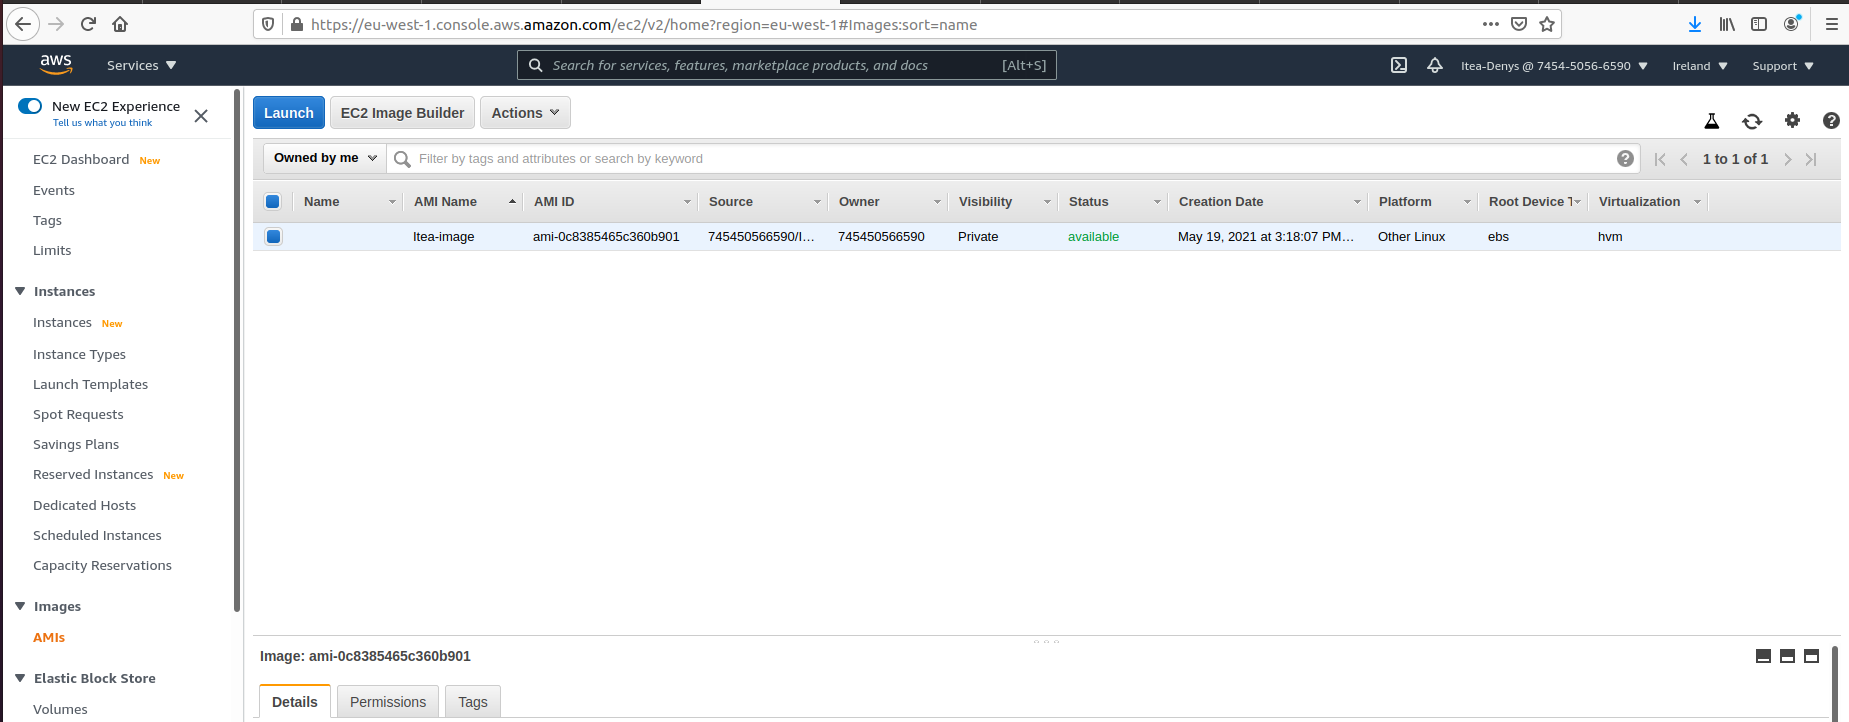 https://eu-west-1.console.aws.amazon.com/ec2/v2/home?region=eu-west-1#Images:sort=name
aws
Services
Search for services, features, marketplace products, and docs
[Alt+S]
Itea-Denys @ 7454-5056-6590
Ireland
Support
New EC2 Experience
Tell us what you think
EC2 Dashboard New
Events
Tags
Limits
Instances
Instances New
Instance Types
Launch Templates
Spot Requests
Savings Plans
Reserved Instances New
Dedicated Hosts
Scheduled Instances
Capacity Reservations
Images
AMIs
Elastic Block Store
Volumes
Launch
EC2 Image Builder
Actions
Owned by me
Filter by tags and attributes or search by keyword
1 to 1 of 1
Name AMI Name AMI ID Source Owner Visibility Status Creation Date Platform Root Device T Virtualization
Itea-image ami-0c8385465c360b901 745450566590/I... 745450566590 Private available May 19, 2021 at 3:18:07 PM... Other Linux ebs hvm
Image: ami-0c8385465c360b901
Details
Permissions
Tags